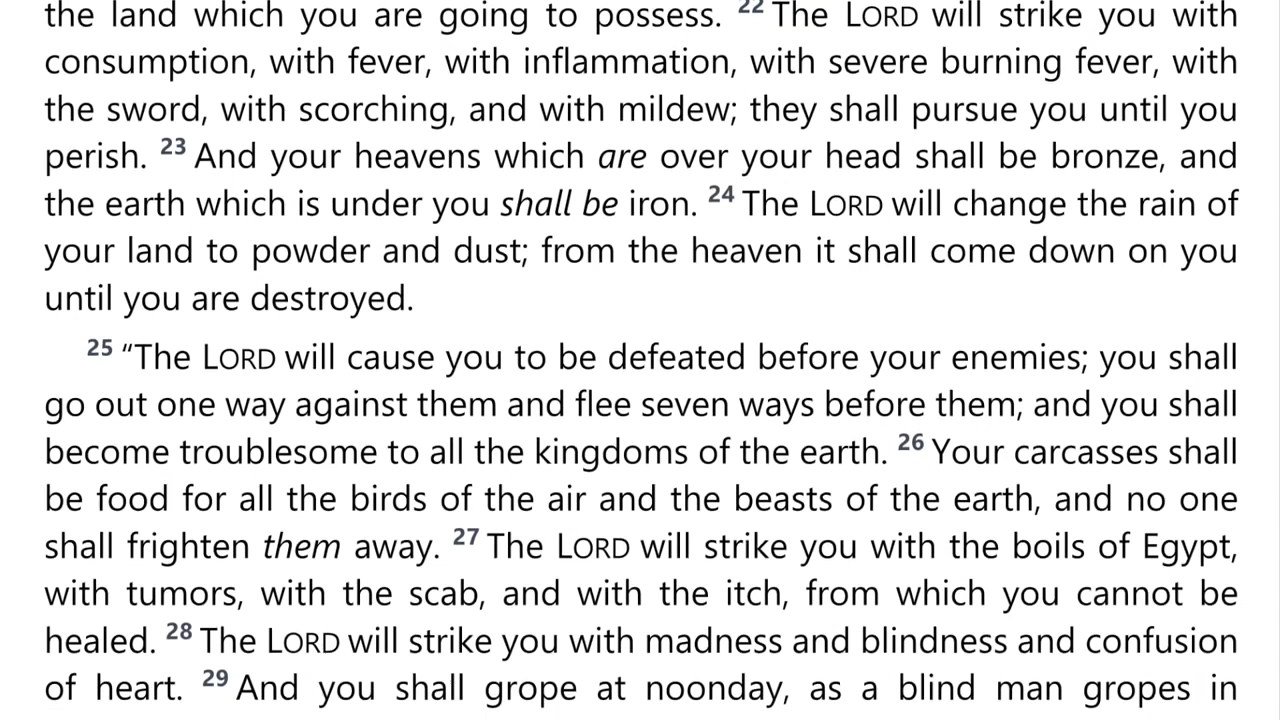 the land which you are going to possess. 22 The LORD will strike you with
consumption, with fever, with inflammation, with severe burning fever, with
the sword, with scorching, and with mildew; they shall pursue you until you
perish. 23 And your heavens which are over your head shall be bronze, and
the earth which is under you shall be iron. 24 The LORD will change the rain of
your land to powder and dust; from the heaven it shall come down on you
until you are destroyed.
25 “The LORD will cause you to be defeated before your enemies; you shall
go out one way against them and flee seven ways before them; and you shall
become troublesome to all the kingdoms of the earth. 26 Your carcasses shall
be food for all the birds of the air and the beasts of the earth, and no one
shall frighten them away. 27 The LORD will strike you with the boils of Egypt,
with tumors, with the scab, and with the itch, from which you cannot be
healed. 28 The LORD will strike you with madness and blindness and confusion
of heart. 29 And you shall grope at noonday, as a blind man gropes in